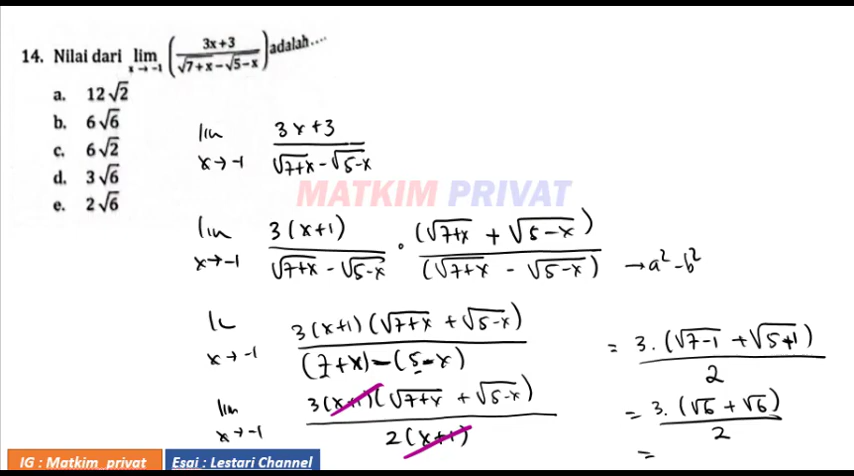 14. Nilai dari lim x → -1 ( 3x+3 / √7+x - √5-x ) adalah....
a. 12√2
b. 6√6
c. 6√2
d. 3√6
e. 2√6
lim x→-1 3x+3 / √7+x - √5-x
MATKIM PRIVAT
lim x→-1 3(x+1) / √7+x - √5-x · (√7+x + √5-x) / (√7+x - √5-x) → a² - b²
li x→-1 3(x+1)(√7+x + √5-x) / (7+x) - (5-x)
lim x→-1 3(x+1)(√7+x + √5-x) / 2(x+1)
= 3.(√7-1 + √5+1) / 2
= 3.(√6 + √6) / 2
=
IG : Matkim_privat
Esai : Lestari Channel